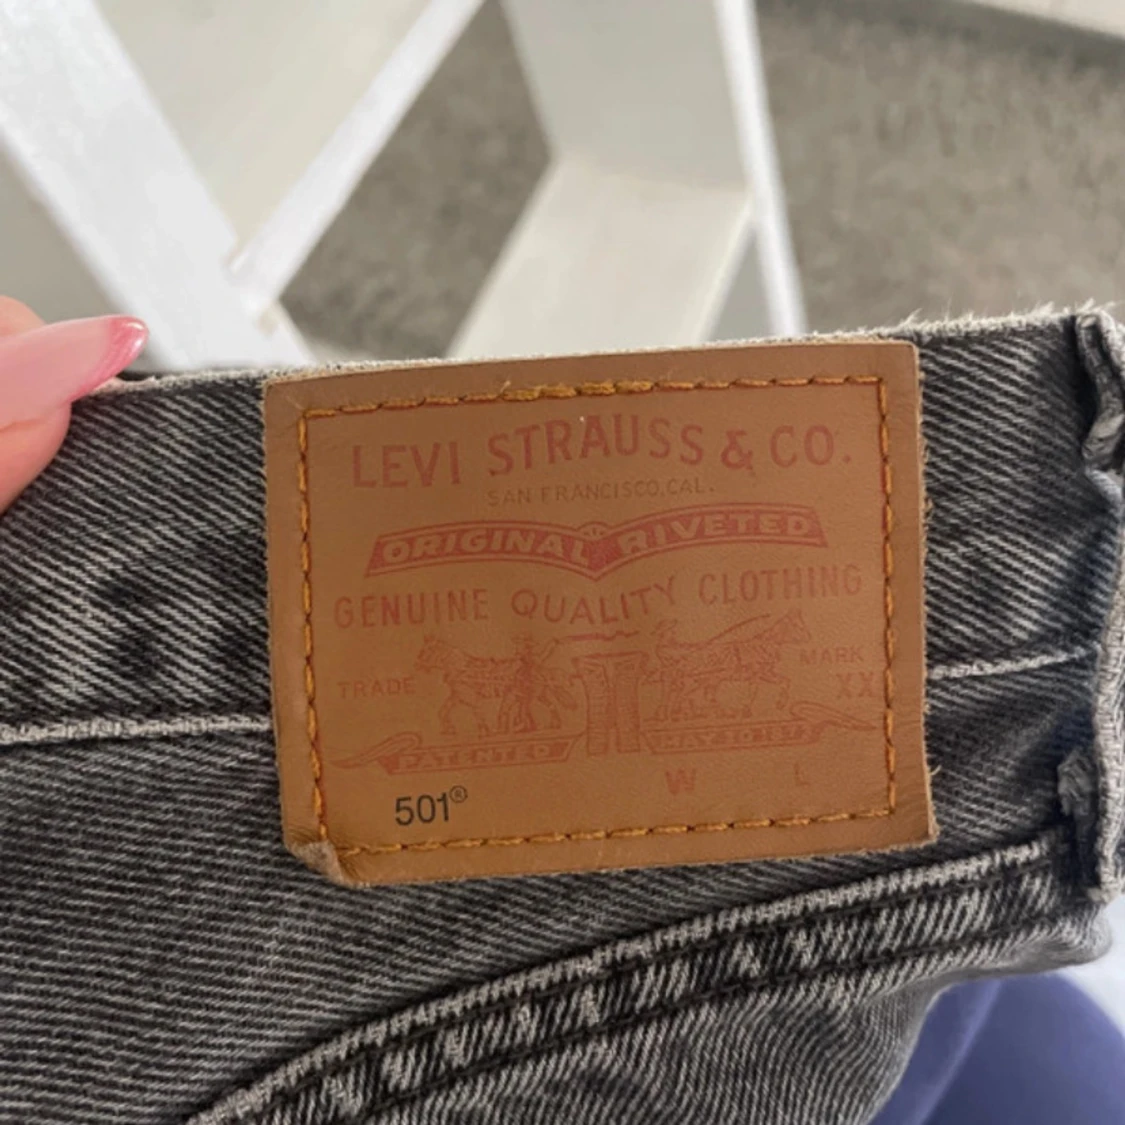 LEVI STRAUSS & CO.
SAN FRANCISCO, CAL.
ORIGINAL RIVETED
GENUINE QUALITY CLOTHING
TRADE MARK
XX
PATENTED MAY 20 1873
W L
501®